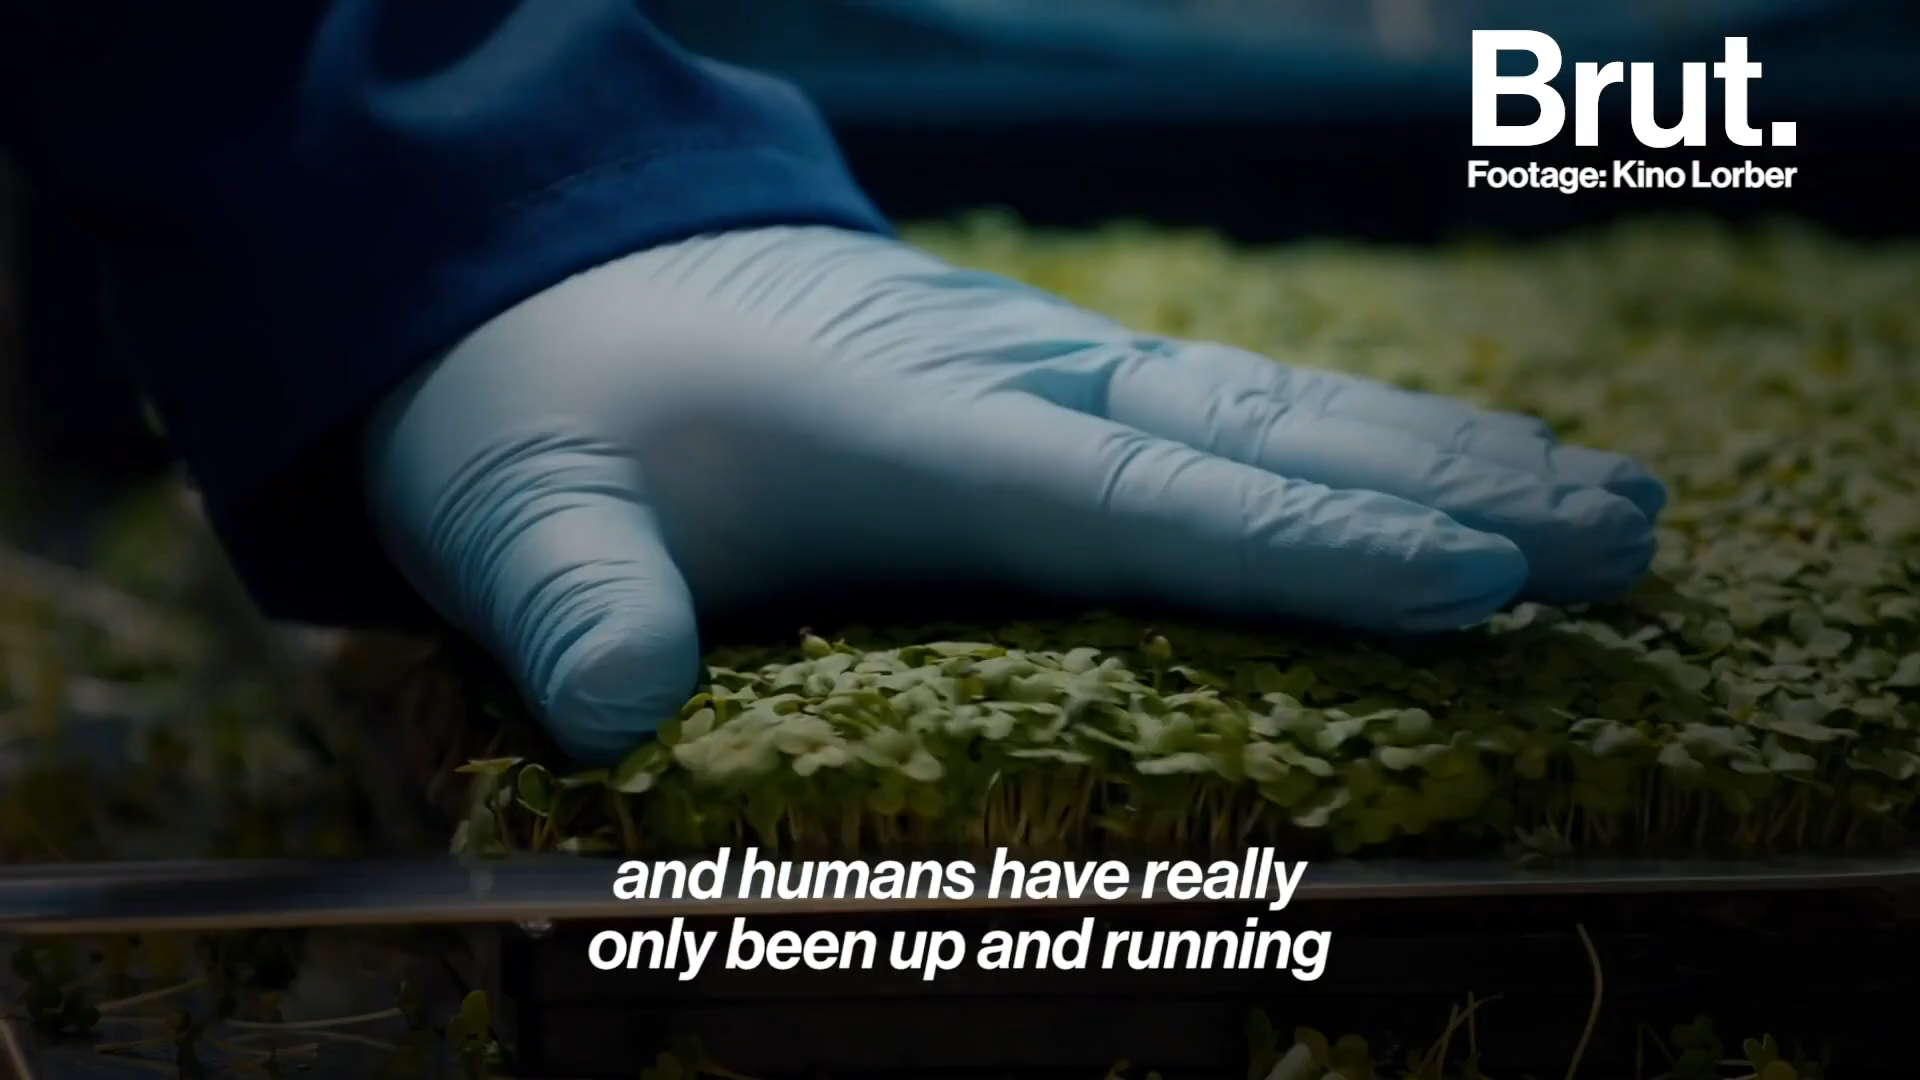 Brut.
Footage: Kino Lorber
and humans have really
only been up and running